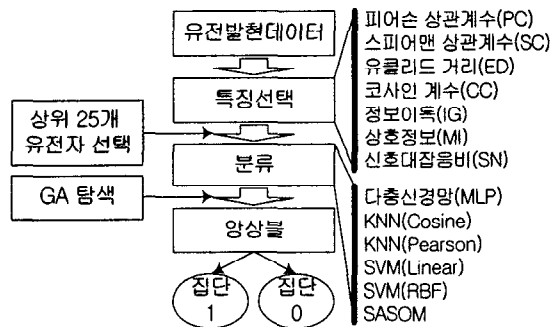 유전발현데이터
특징선택
상위 25개
유전자 선택
분류
GA 탐색
앙상블
집단
1
집단
0
피어슨 상관계수(PC)
스피어맨 상관계수(SC)
유클리드 거리(ED)
코사인 계수(CC)
정보이득(IG)
상호정보(MI)
신호대잡음비(SN)
다층신경망(MLP)
KNN(Cosine)
KNN(Pearson)
SVM(Linear)
SVM(RBF)
SASOM